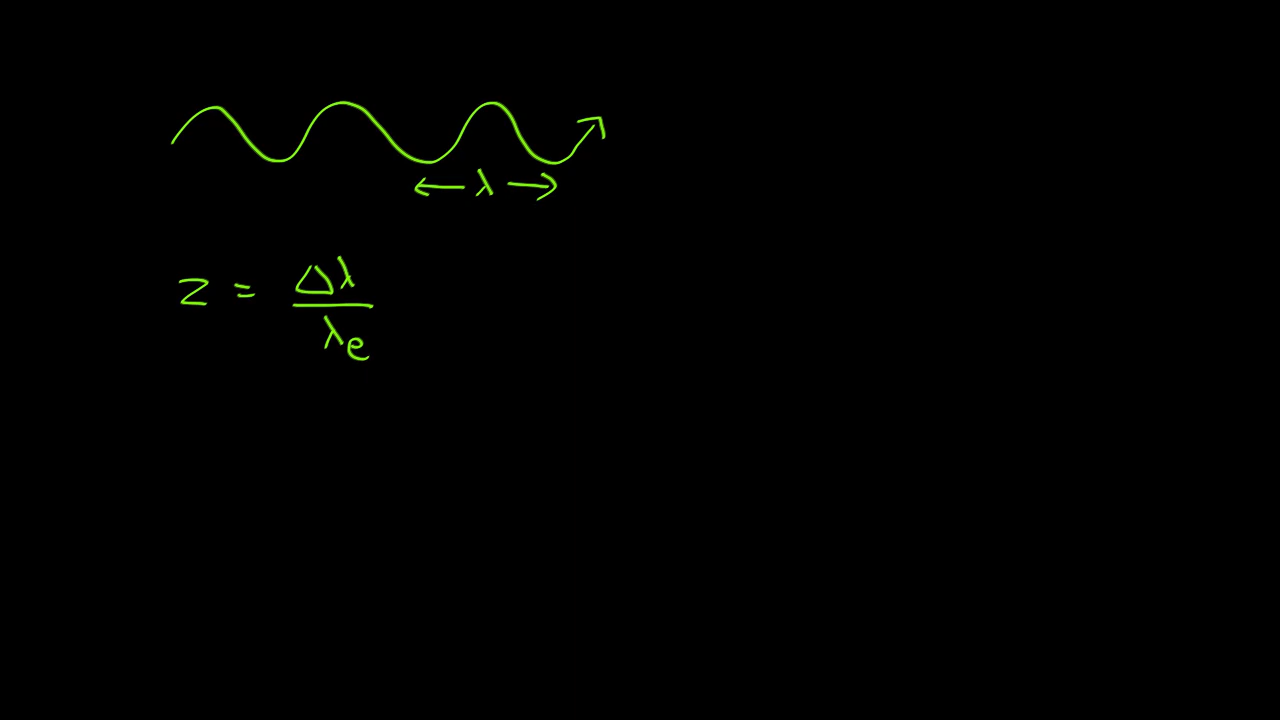 ← λ →
z = Δλ / λe